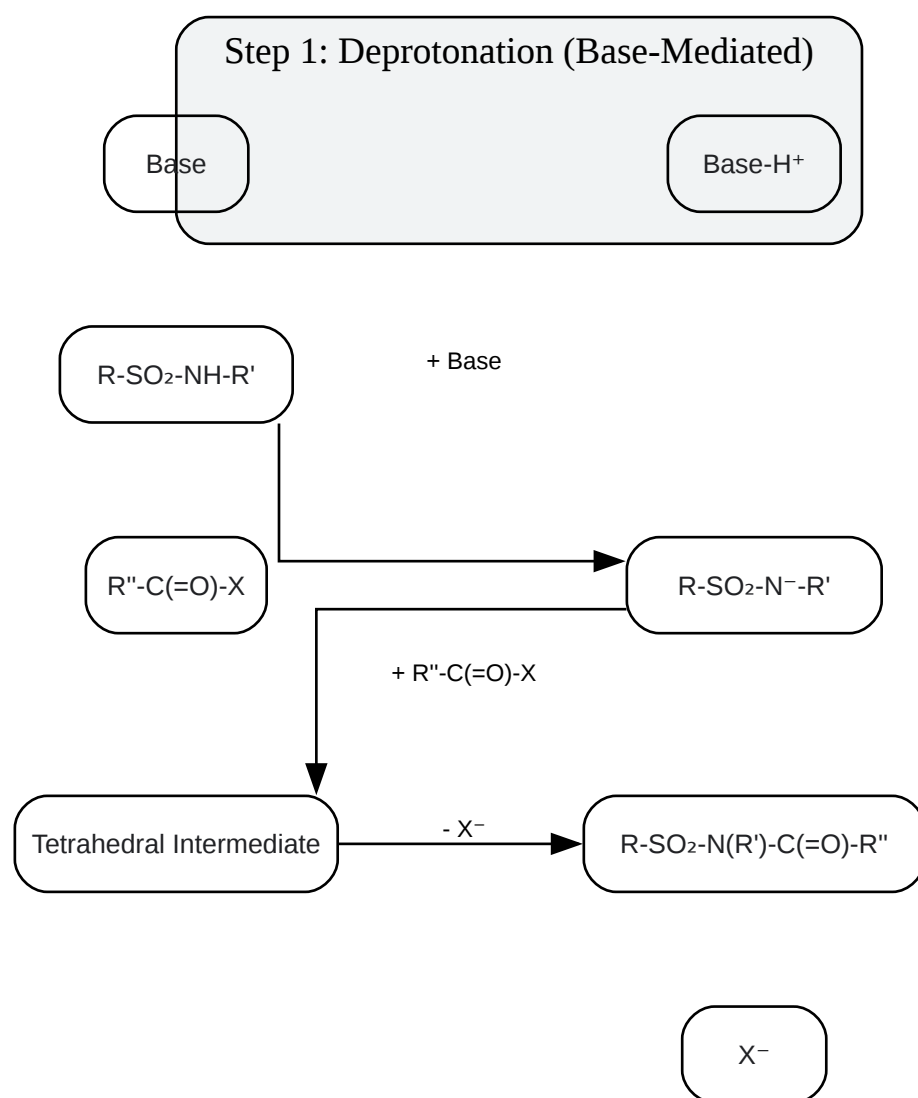 Step 1: Deprotonation (Base-Mediated)
Base
Base-H⁺
R-SO₂-NH-R'
+ Base
R''-C(=O)-X
R-SO₂-N⁻-R'
+ R''-C(=O)-X
Tetrahedral Intermediate
- X⁻
R-SO₂-N(R')-C(=O)-R''
X⁻